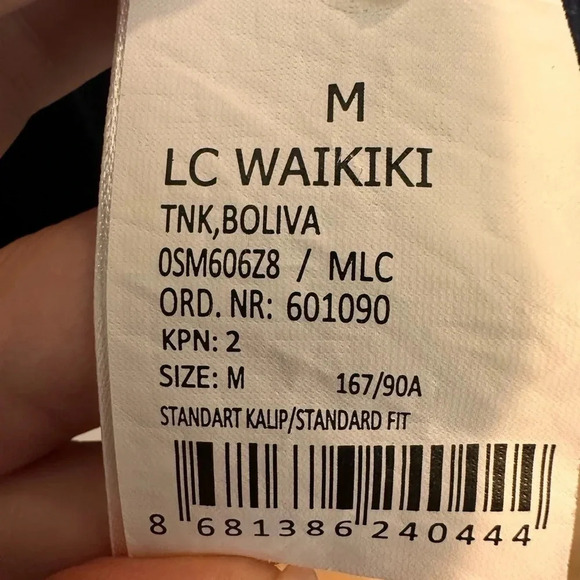 M
LC WAIKIKI
TNK,BOLIVA
0SM606Z8 / MLC
ORD. NR: 601090
KPN: 2
SIZE: M 167/90A
STANDART KALIP/STANDARD FIT
8 681386 240444